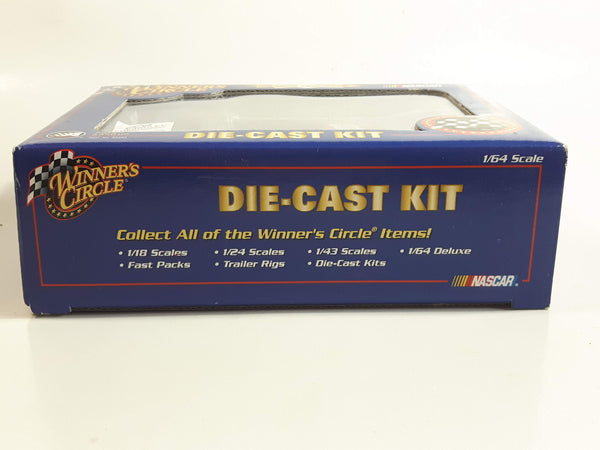 WINNER'S
CIRCLE
DIE-CAST KIT
1/64 Scale
WINNER'S
CIRCLE®
DIE-CAST KIT
Collect All of the Winner's Circle® Items!
• 1/18 Scales • 1/24 Scales • 1/43 Scales • 1/64 Deluxe
• Fast Packs • Trailer Rigs • Die-Cast Kits
NASCAR®